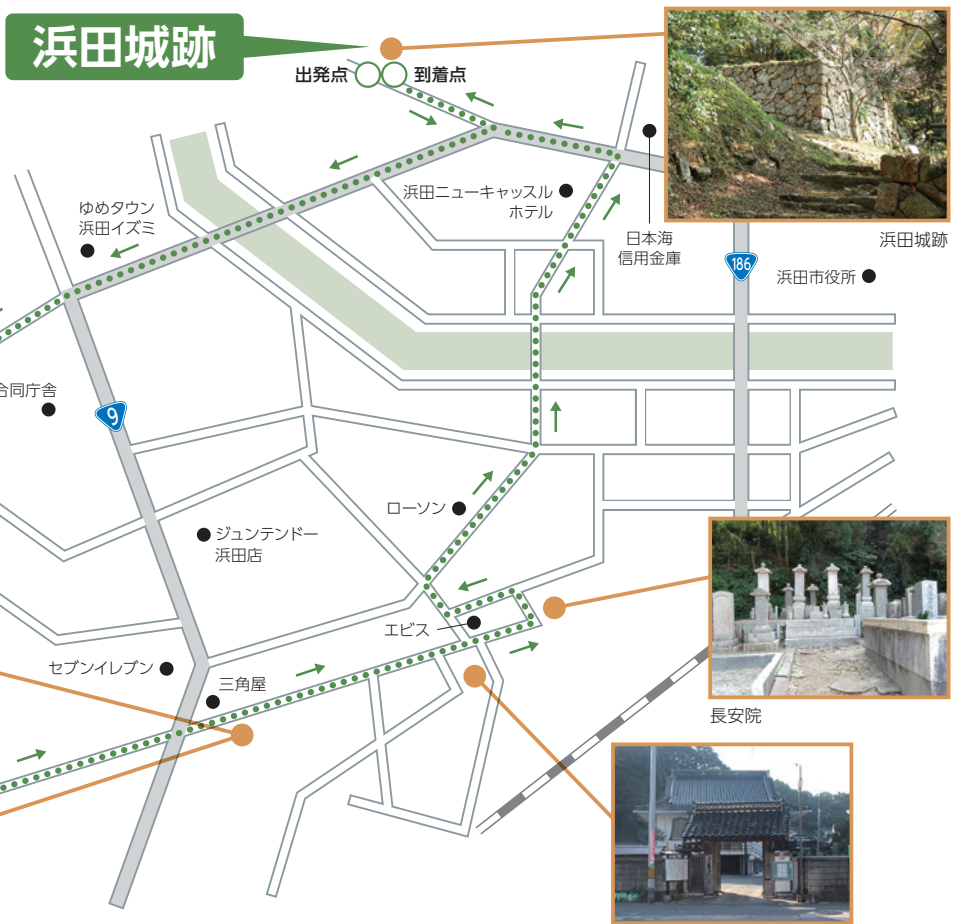 浜田城跡
出発点
到着点
浜田城跡
浜田ニューキャッスル
ホテル
日本海
信用金庫
186
浜田市役所
ゆめタウン
浜田イズミ
合同庁舎
9
ローソン
ジュンテンドー
浜田店
エビス
セブンイレブン
三角屋
長安院